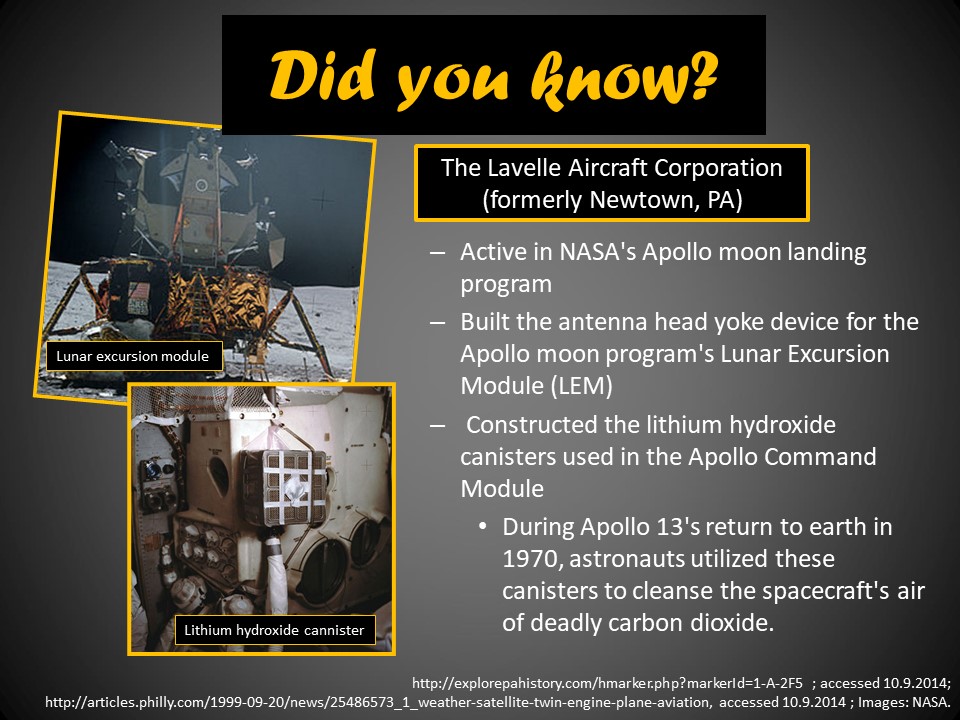 Did you know?
The Lavelle Aircraft Corporation
(formerly Newtown, PA)
– Active in NASA's Apollo moon landing
program
– Built the antenna head yoke device for the
Apollo moon program's Lunar Excursion
Module (LEM)
– Constructed the lithium hydroxide
canisters used in the Apollo Command
Module
• During Apollo 13's return to earth in
1970, astronauts utilized these
canisters to cleanse the spacecraft's air
of deadly carbon dioxide.
Lunar excursion module
Lithium hydroxide cannister
http://explorepahistory.com/hmarker.php?markerId=1-A-2F5 ; accessed 10.9.2014;
http://articles.philly.com/1999-09-20/news/25486573_1_weather-satellite-twin-engine-plane-aviation, accessed 10.9.2014 ; Images: NASA.